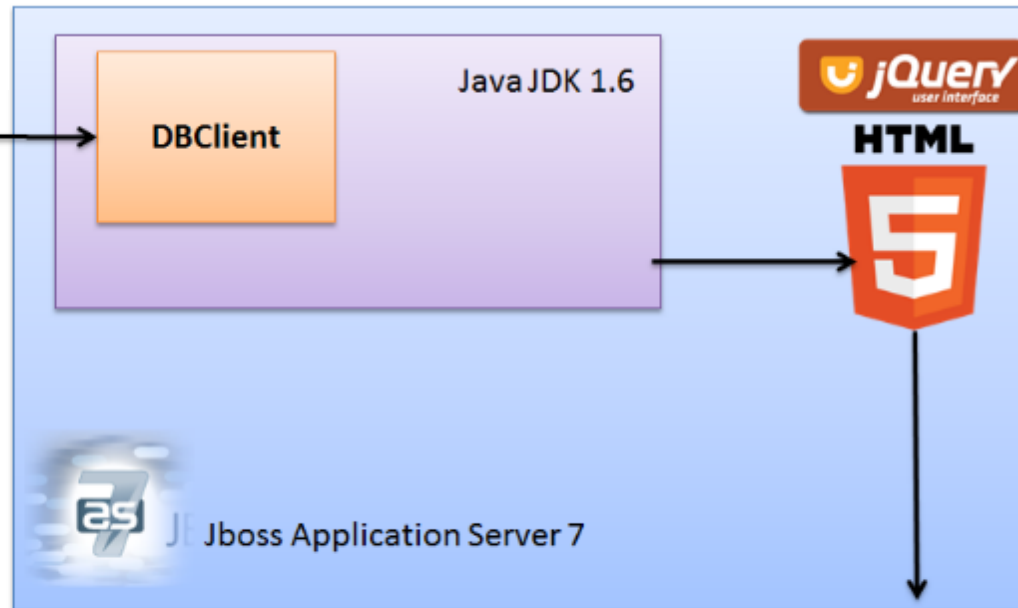 Java JDK 1.6
DBClient
jQuery
user interface
HTML
5
as
7
Jboss Application Server 7